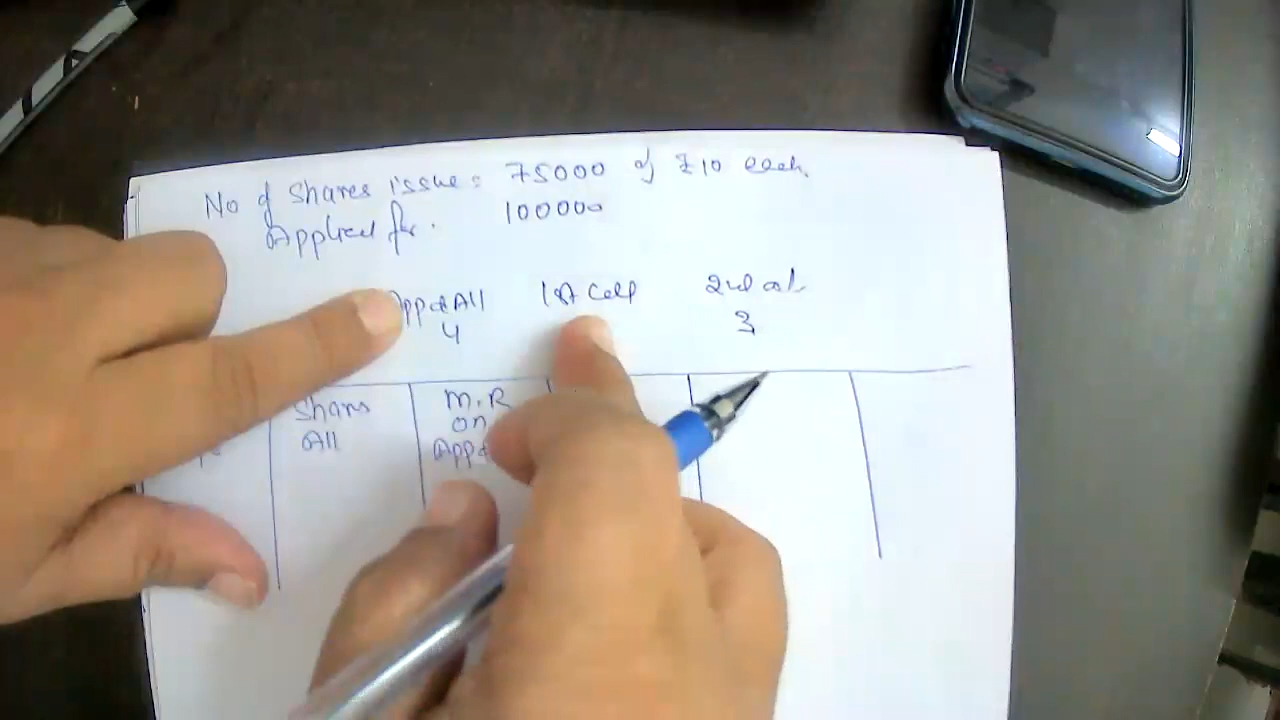 No of Shares issue: 75000 of ₹10 each.
Applied for. 100000
App & All 1st Call 2nd cal
4 3
Shares M.R
All on
App &